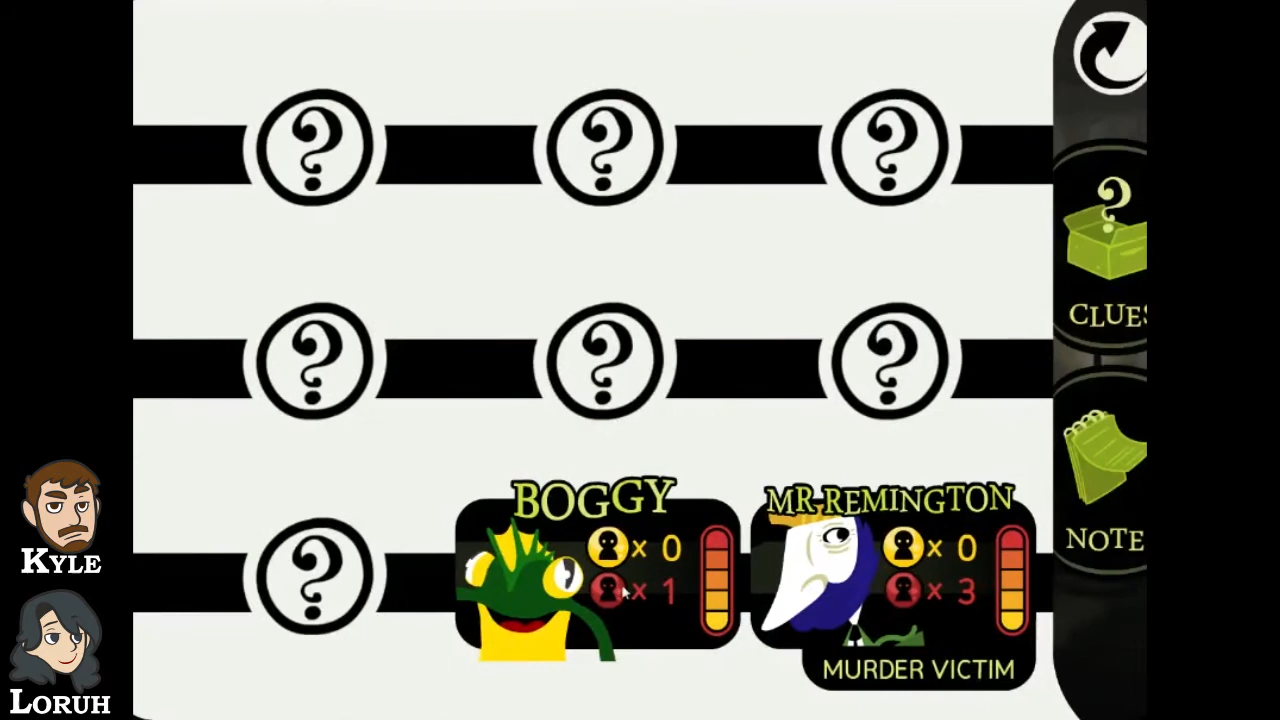 ?
?
?
?
CLUES
?
?
?
BOGGY
MR REMINGTON
x 0
x 0
?
x 1
x 3
MURDER VICTIM
NOTE
KYLE
LORUH